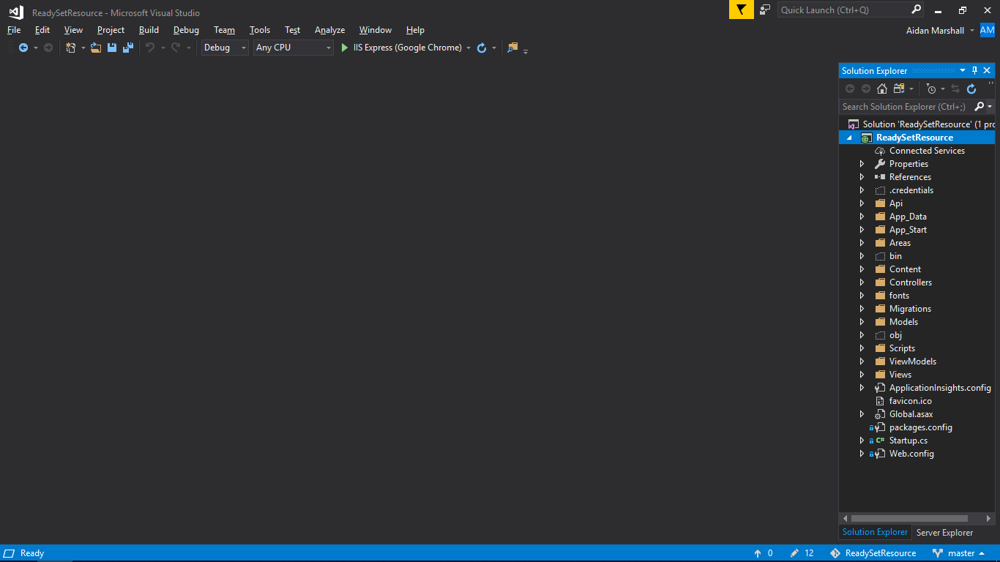 ReadySetResource - Microsoft Visual Studio
Quick Launch (Ctrl+Q)
File Edit View Project Build Debug Team Tools Test Analyze Window Help
Aidan Marshall AM
Debug Any CPU IIS Express (Google Chrome)
Solution Explorer
Search Solution Explorer (Ctrl+;)
Solution 'ReadySetResource' (1 pro
ReadySetResource
Connected Services
Properties
References
.credentials
Api
App_Data
App_Start
Areas
bin
Content
Controllers
fonts
Migrations
Models
obj
Scripts
ViewModels
Views
ApplicationInsights.config
favicon.ico
Global.asax
packages.config
C# Startup.cs
Web.config
Solution Explorer Server Explorer
Ready 0 12 ReadySetResource master